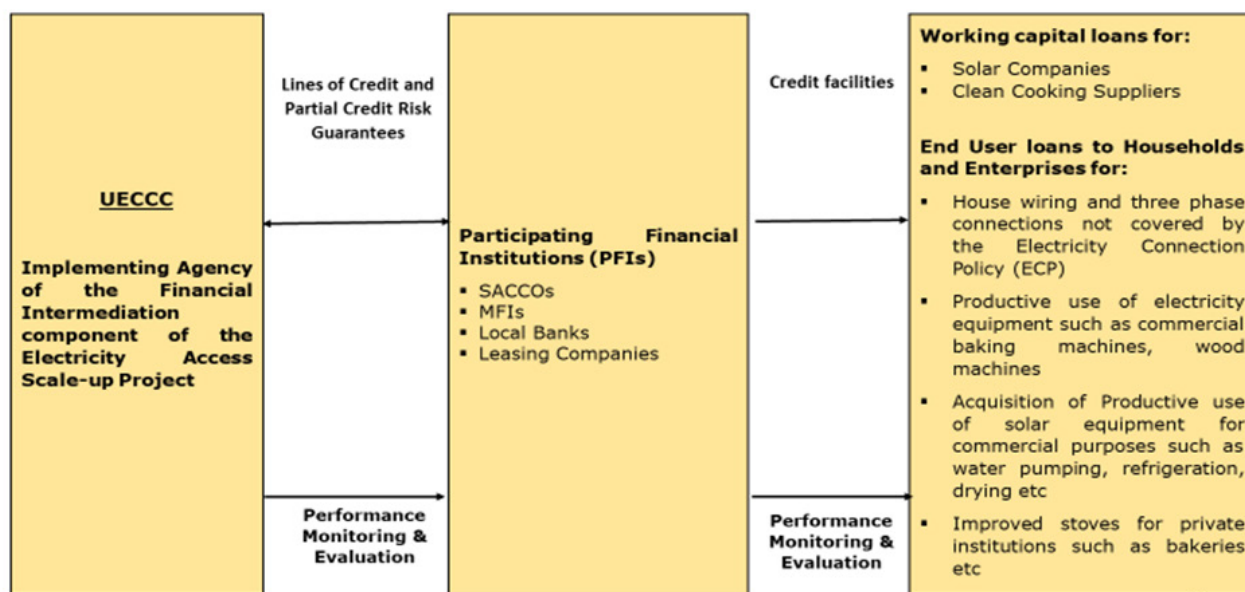 UECCC
Implementing Agency
of the Financial
Intermediation
component of the
Electricity Access
Scale-up Project
Lines of Credit and
Partial Credit Risk
Guarantees
Performance
Monitoring &
Evaluation
Participating Financial
Institutions (PFIs)
▪ SACCOs
▪ MFIs
▪ Local Banks
▪ Leasing Companies
Credit facilities
Performance
Monitoring &
Evaluation
Working capital loans for:
▪ Solar Companies
▪ Clean Cooking Suppliers
End User loans to Households
and Enterprises for:
▪ House wiring and three phase
connections not covered by
the Electricity Connection
Policy (ECP)
▪ Productive use of electricity
equipment such as commercial
baking machines, wood
machines
▪ Acquisition of Productive use
of solar equipment for
commercial purposes such as
water pumping, refrigeration,
drying etc
▪ Improved stoves for private
institutions such as bakeries
etc